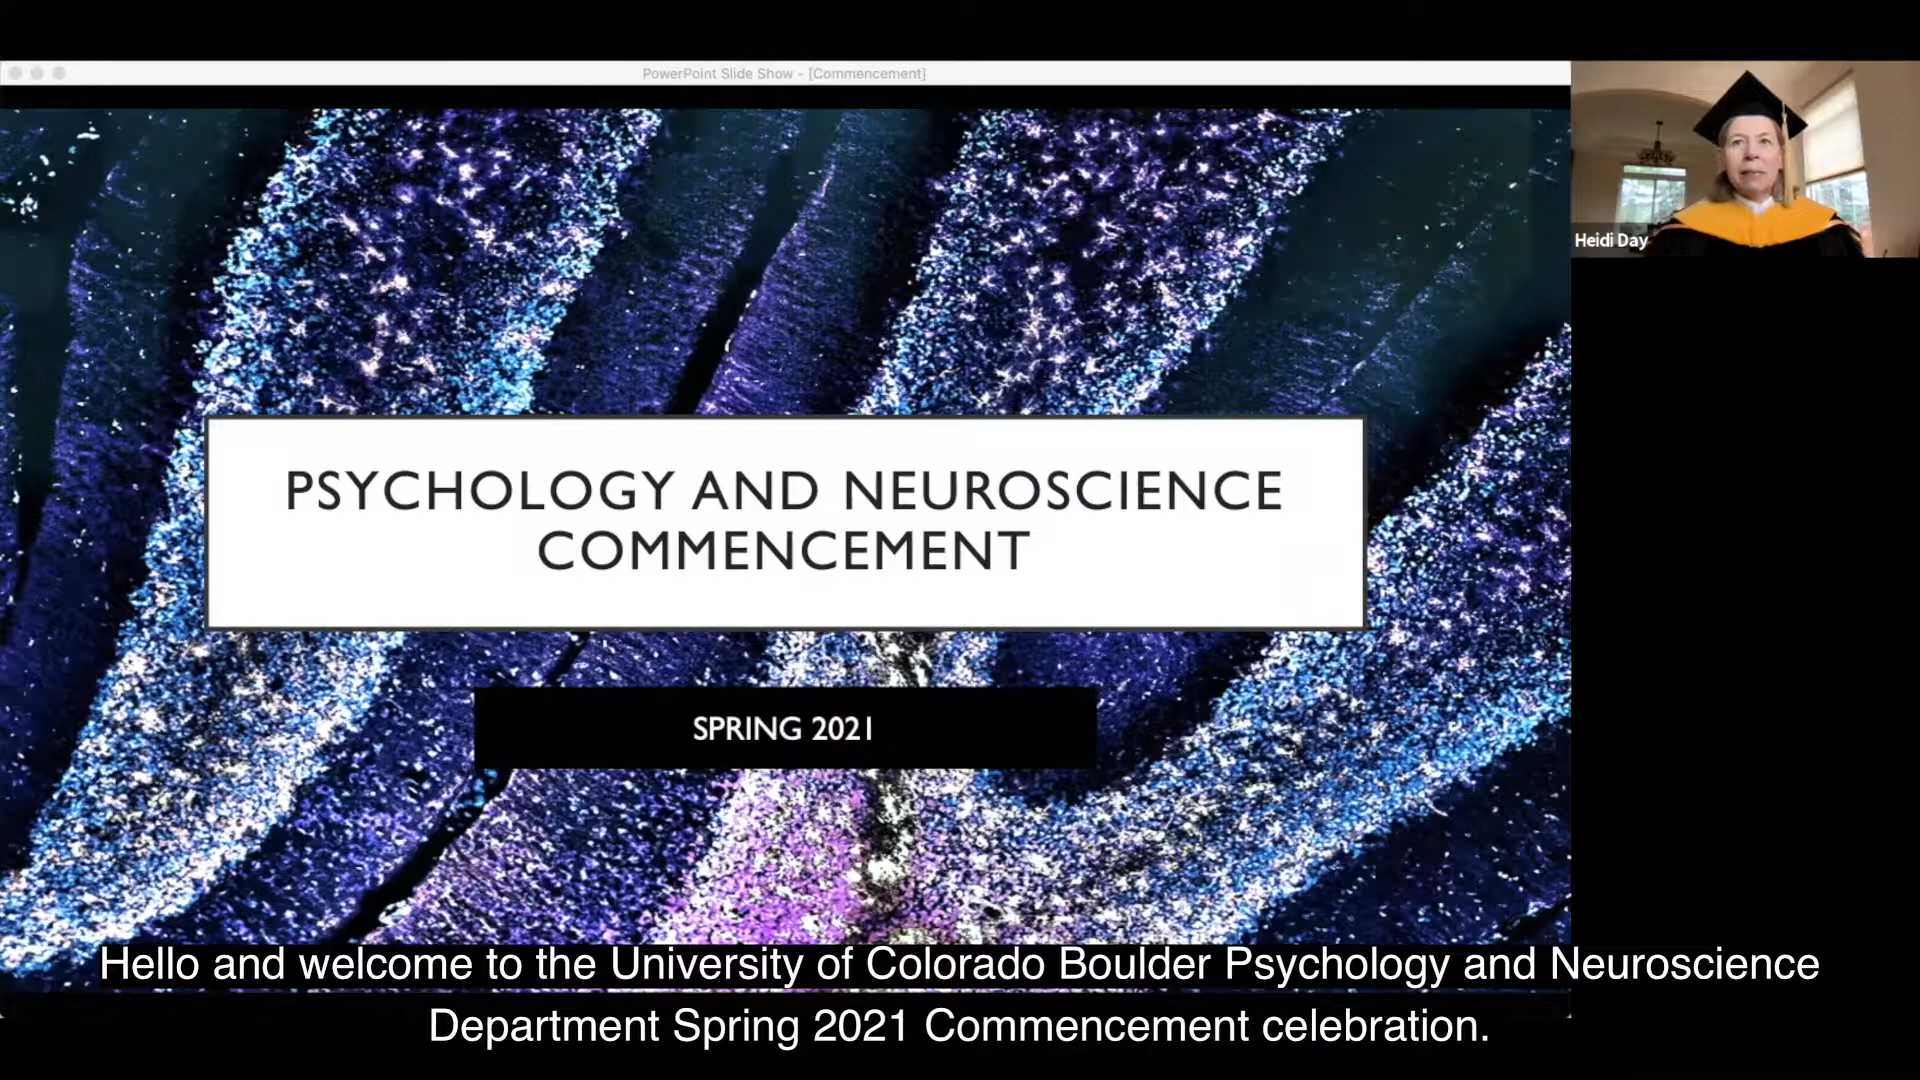 PowerPoint Slide Show - [Commencement]
Heidi Day
PSYCHOLOGY AND NEUROSCIENCE
COMMENCEMENT
SPRING 2021
Hello and welcome to the University of Colorado Boulder Psychology and Neuroscience
Department Spring 2021 Commencement celebration.